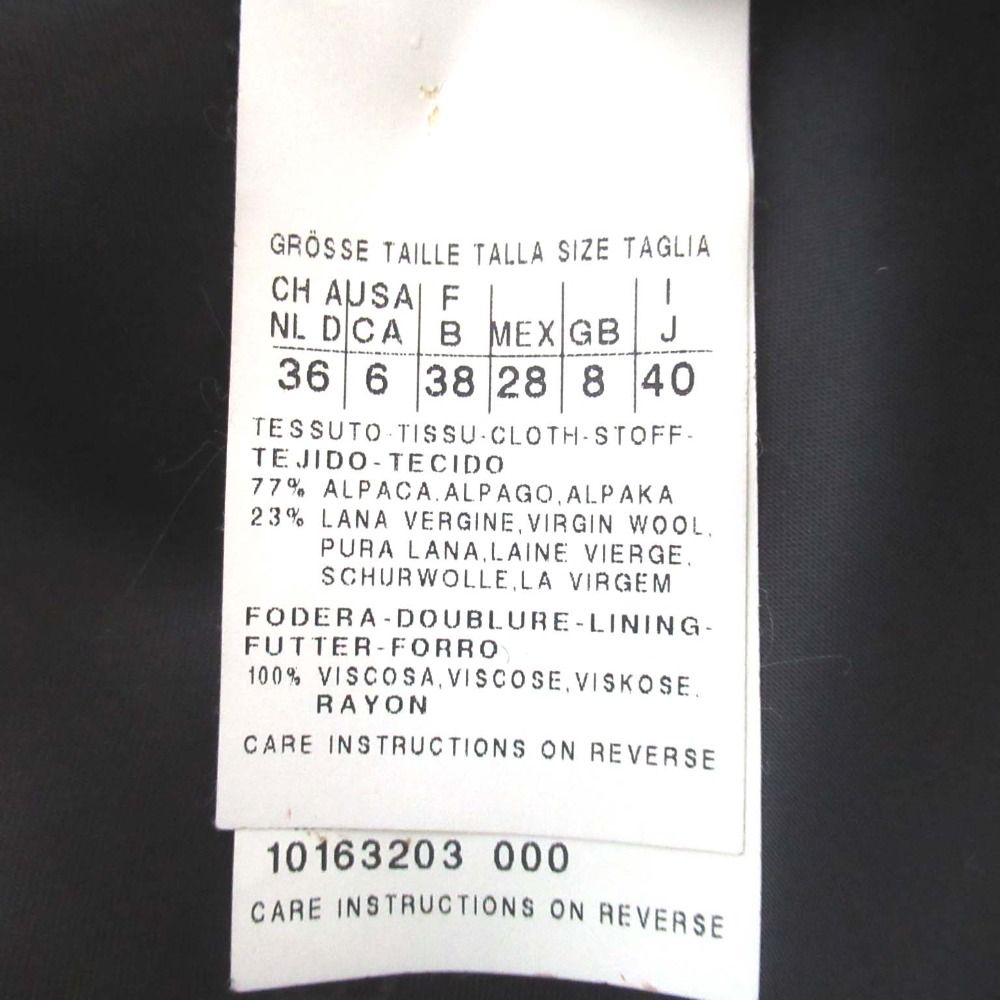 GRÖSSE TAILLE TALLA SIZE TAGLIA
CH A USA F I
NL D CA B MEX GB J
36 6 38 28 8 40
TESSUTO-TISSU-CLOTH-STOFF-
TEJIDO-TECIDO
77% ALPACA,ALPAGO,ALPAKA
23% LANA VERGINE,VIRGIN WOOL,
PURA LANA,LAINE VIERGE,
SCHURWOLLE,LA VIRGEM
FODERA-DOUBLURE-LINING-
FUTTER-FORRO
100% VISCOSA,VISCOSE,VISKOSE,
RAYON
CARE INSTRUCTIONS ON REVERSE
10163203 000
CARE INSTRUCTIONS ON REVERSE